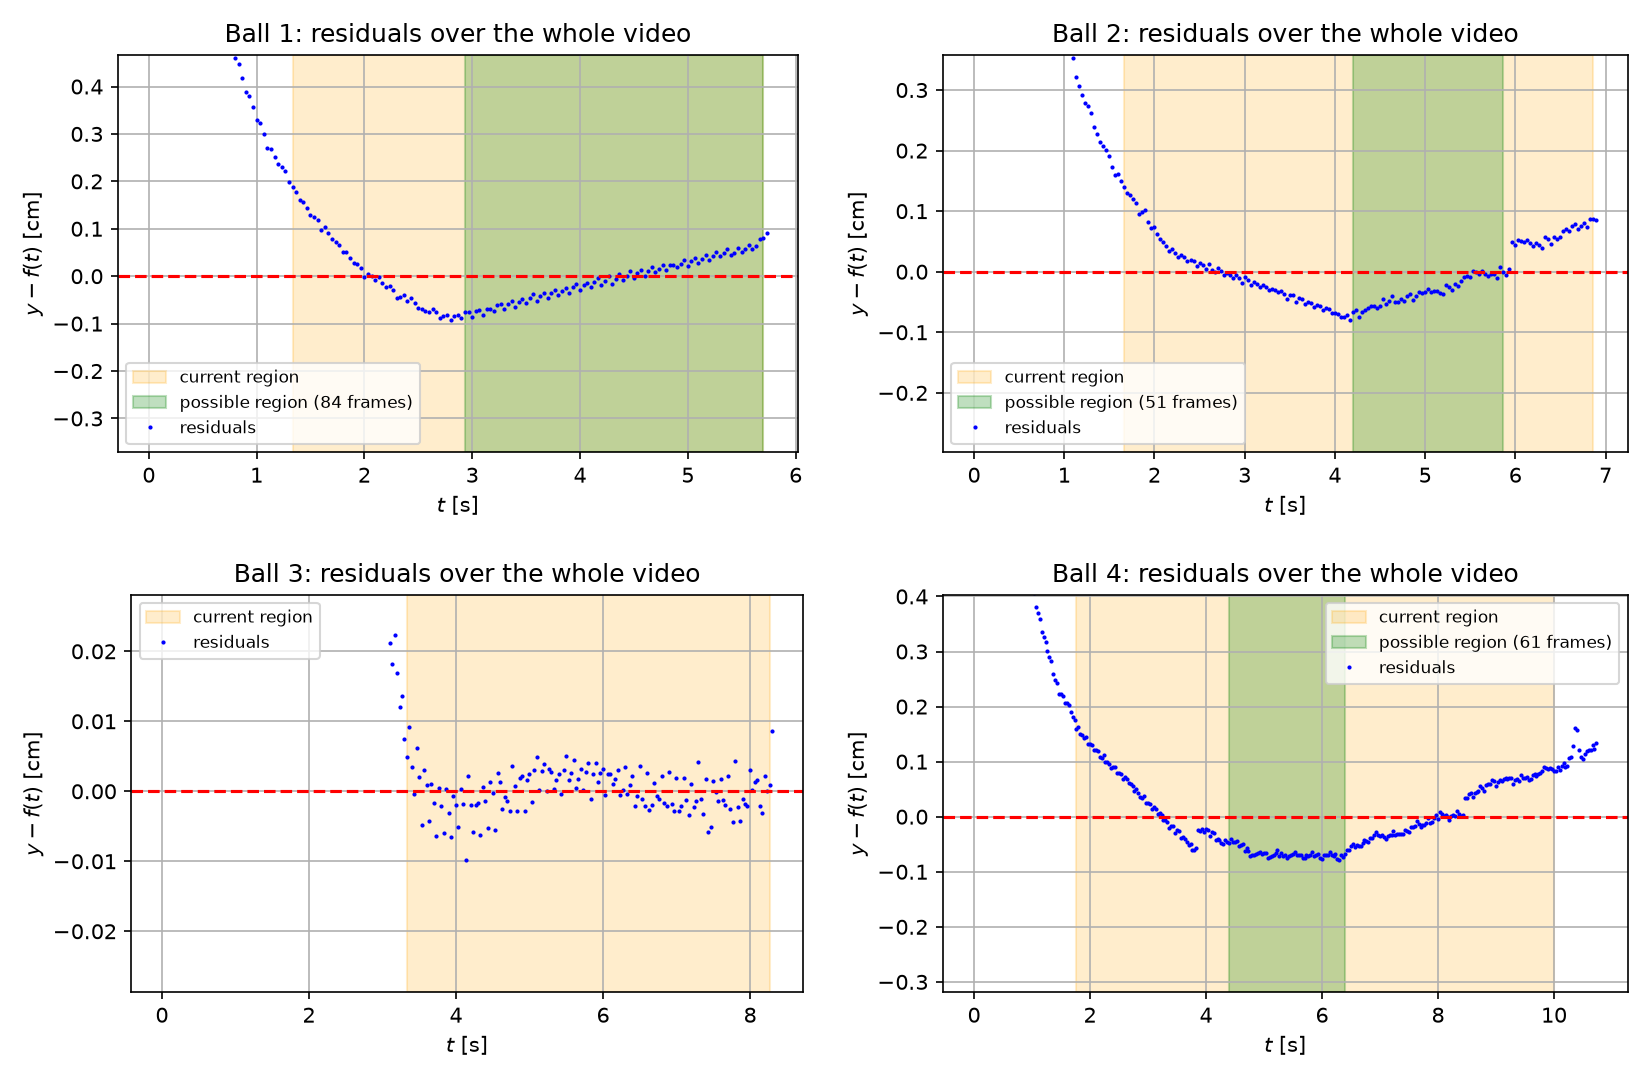 Ball 1: residuals over the whole video
0.4
0.3
0.2
0.1
0.0
−0.1
−0.2
−0.3
y − f(t) [cm]
current region
possible region (84 frames)
residuals
0 1 2 3 4 5 6
t [s]
Ball 2: residuals over the whole video
0.3
0.2
0.1
0.0
−0.1
−0.2
y − f(t) [cm]
current region
possible region (51 frames)
residuals
0 1 2 3 4 5 6 7
t [s]
Ball 3: residuals over the whole video
current region
residuals
0.02
0.01
0.00
−0.01
−0.02
y − f(t) [cm]
0 2 4 6 8
t [s]
Ball 4: residuals over the whole video
current region
possible region (61 frames)
residuals
0.4
0.3
0.2
0.1
0.0
−0.1
−0.2
−0.3
y − f(t) [cm]
0 2 4 6 8 10
t [s]